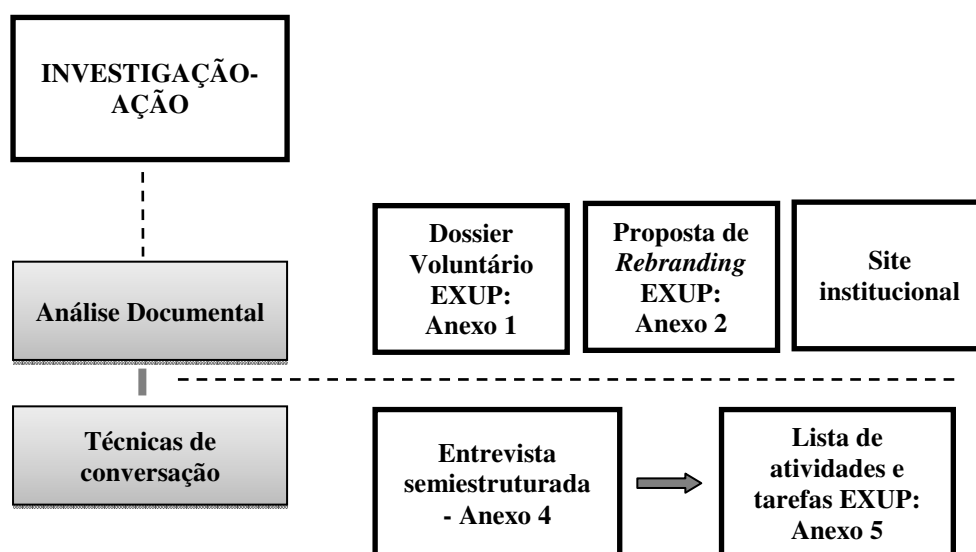 INVESTIGAÇÃO-
AÇÃO
Análise Documental
Dossier
Voluntário
EXUP:
Anexo 1
Proposta de
Rebranding
EXUP:
Anexo 2
Site
institucional
Técnicas de
conversação
Entrevista
semiestruturada
- Anexo 4
Lista de
atividades e
tarefas EXUP:
Anexo 5